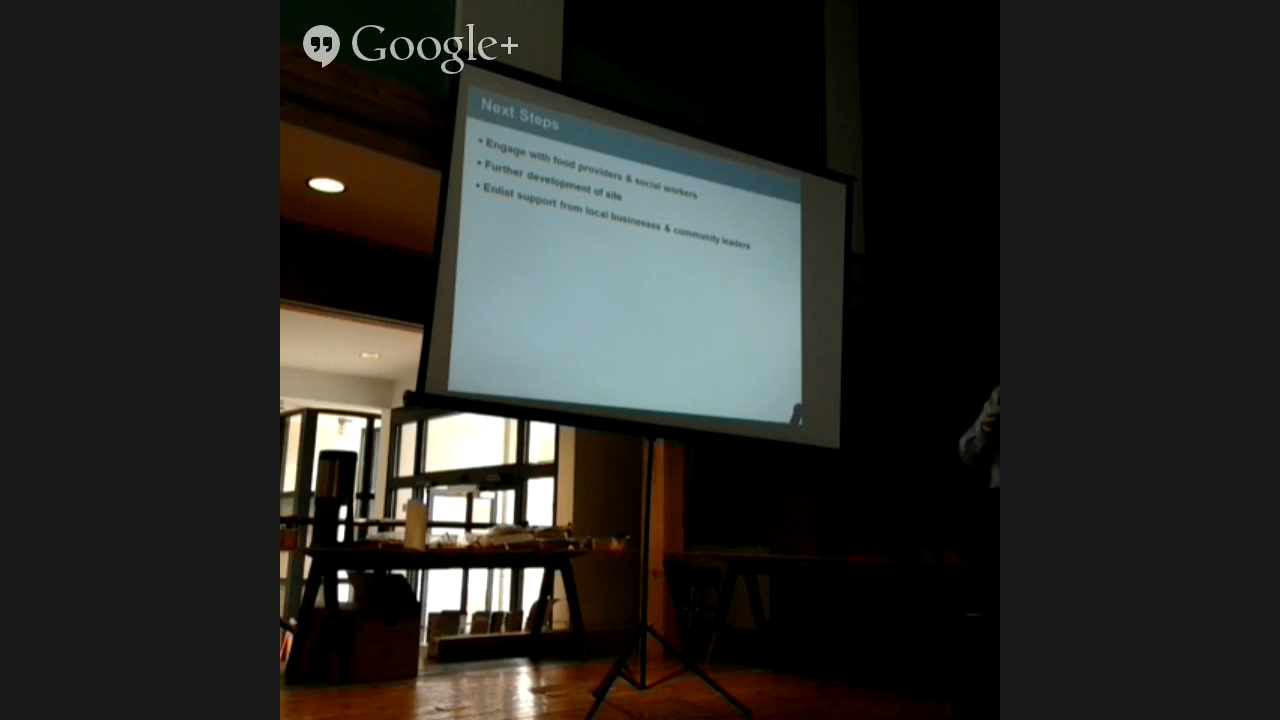 Google+
Next Steps
• Engage with food providers & social workers
• Further development of site
• Enlist support from local businesses & community leaders